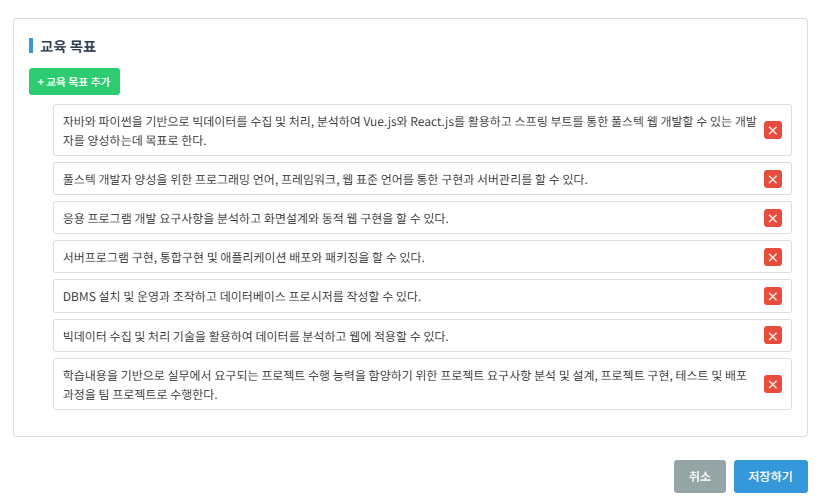 교육 목표
+ 교육 목표 추가
자바와 파이썬을 기반으로 빅데이터를 수집 및 처리, 분석하여 Vue.js와 React.js를 활용하고 스프링 부트를 통한 풀스텍 웹 개발할 수 있는 개발
자를 양성하는데 목표로 한다.
풀스텍 개발자 양성을 위한 프로그래밍 언어, 프레임워크, 웹 표준 언어를 통한 구현과 서버관리를 할 수 있다.
응용 프로그램 개발 요구사항을 분석하고 화면설계와 동적 웹 구현을 할 수 있다.
서버프로그램 구현, 통합구현 및 애플리케이션 배포와 패키징을 할 수 있다.
DBMS 설치 및 운영과 조작하고 데이터베이스 프로시저를 작성할 수 있다.
빅데이터 수집 및 처리 기술을 활용하여 데이터를 분석하고 웹에 적용할 수 있다.
학습내용을 기반으로 실무에서 요구되는 프로젝트 수행 능력을 함양하기 위한 프로젝트 요구사항 분석 및 설계, 프로젝트 구현, 테스트 및 배포
과정을 팀 프로젝트로 수행한다.
취소
저장하기